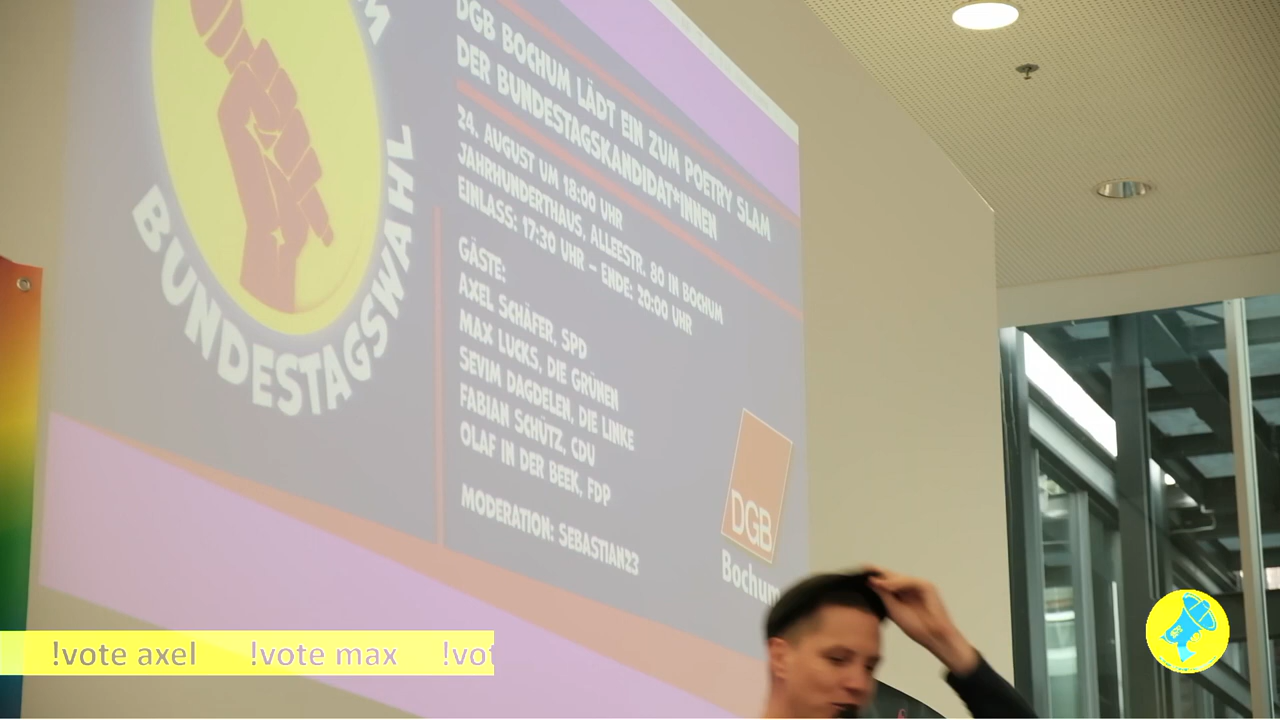 BUNDESTAGSWAHL
DGB BOCHUM LÄDT EIN ZUM POETRY SLAM
DER BUNDESTAGSKANDIDAT*INNEN
24. AUGUST UM 18:00 UHR
JAHRHUNDERTHAUS, ALLEESTR. 80 IN BOCHUM
EINLASS: 17:30 UHR – ENDE: 20:00 UHR
GÄSTE:
AXEL SCHÄFER, SPD
MAX LUCKS, DIE GRÜNEN
SEVIM DAGDELEN, DIE LINKE
FABIAN SCHÜTZ, CDU
OLAF IN DER BEEK, FDP
MODERATION: SEBASTIAN23
DGB
Bochum
!vote axel !vote max !vot